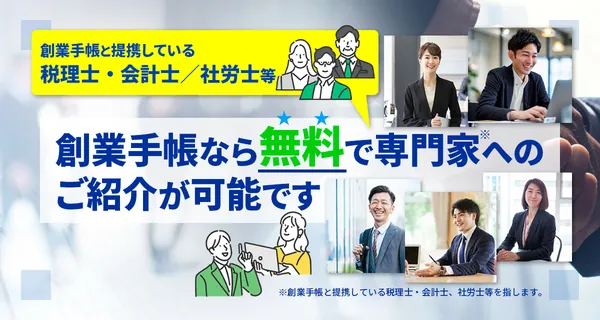 創業手帳と提携している
税理士・会計士／社労士等
創業手帳なら無料で専門家※への
ご紹介が可能です
※創業手帳と提携している税理士・会計士、社労士等を指します。